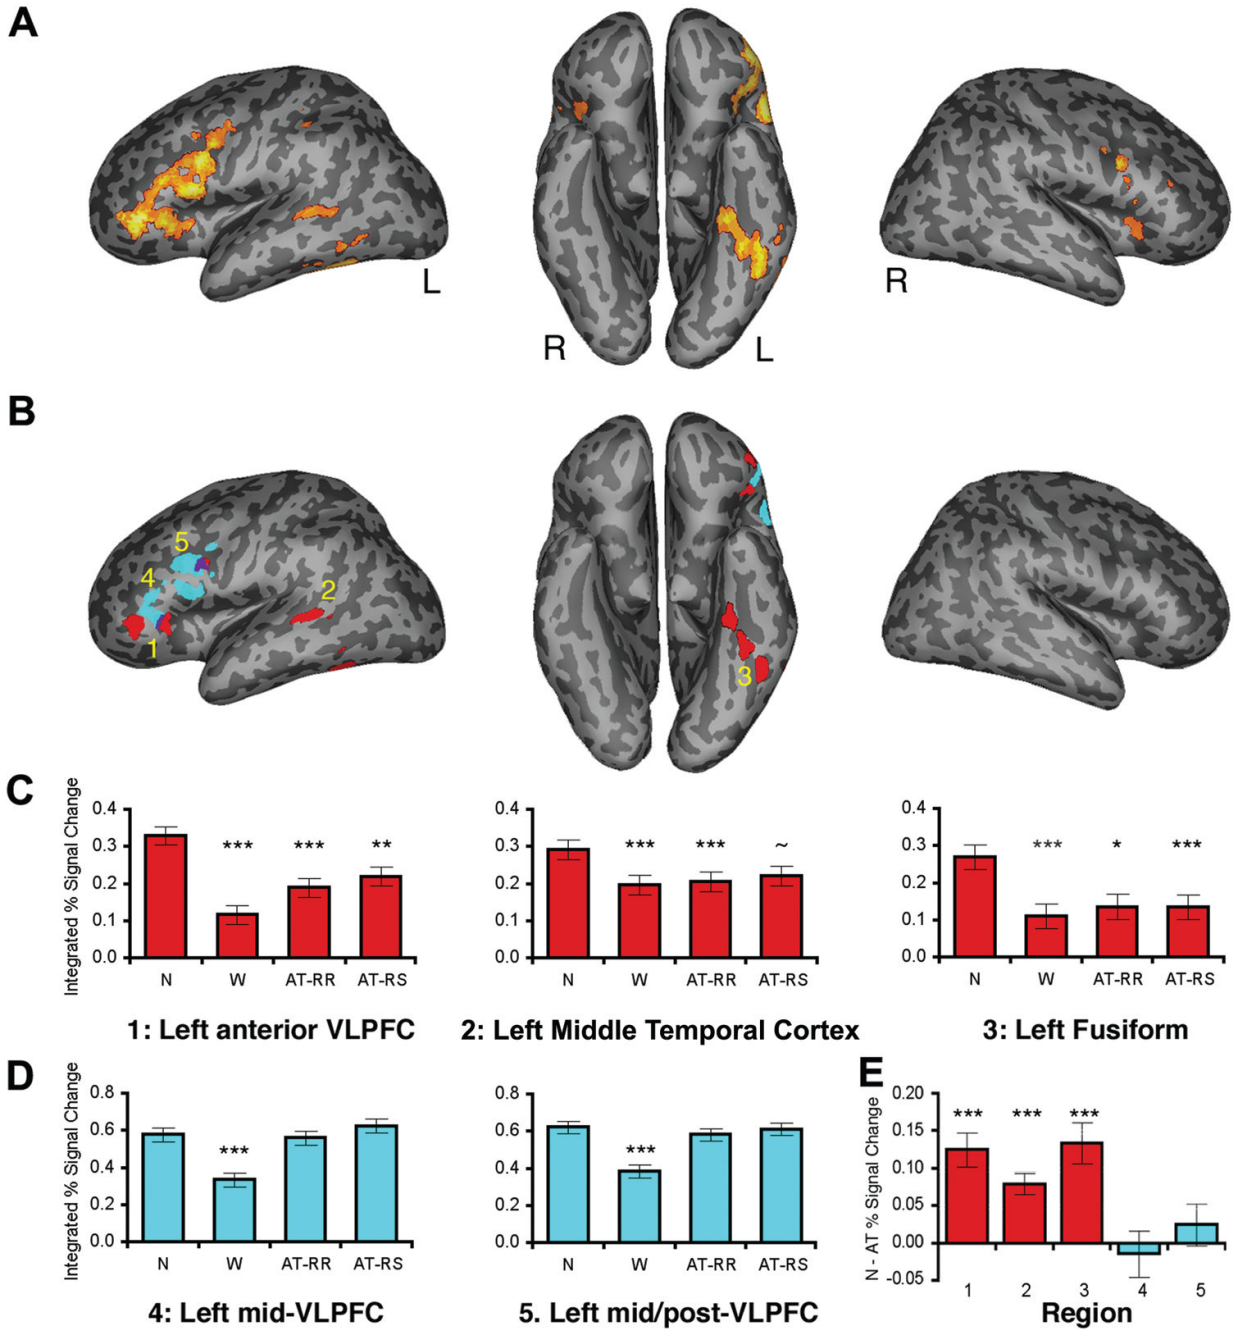 A
L
R
L
R
B
5
4
2
1
3
C
Integrated % Signal Change
0.4
0.3
0.2
0.1
0.0
***
***
**
N
W
AT-RR
AT-RS
1: Left anterior VLPFC
0.4
0.3
0.2
0.1
0.0
***
***
~
N
W
AT-RR
AT-RS
2: Left Middle Temporal Cortex
0.4
0.3
0.2
0.1
0.0
***
*
***
N
W
AT-RR
AT-RS
3: Left Fusiform
D
Integrated % Signal Change
0.8
0.6
0.4
0.2
0.0
***
N
W
AT-RR
AT-RS
4: Left mid-VLPFC
0.8
0.6
0.4
0.2
0.0
***
N
W
AT-RR
AT-RS
5. Left mid/post-VLPFC
E
N - AT % Signal Change
0.20
0.15
0.10
0.05
0.00
-0.05
***
***
***
1
2
3
4
5
Region